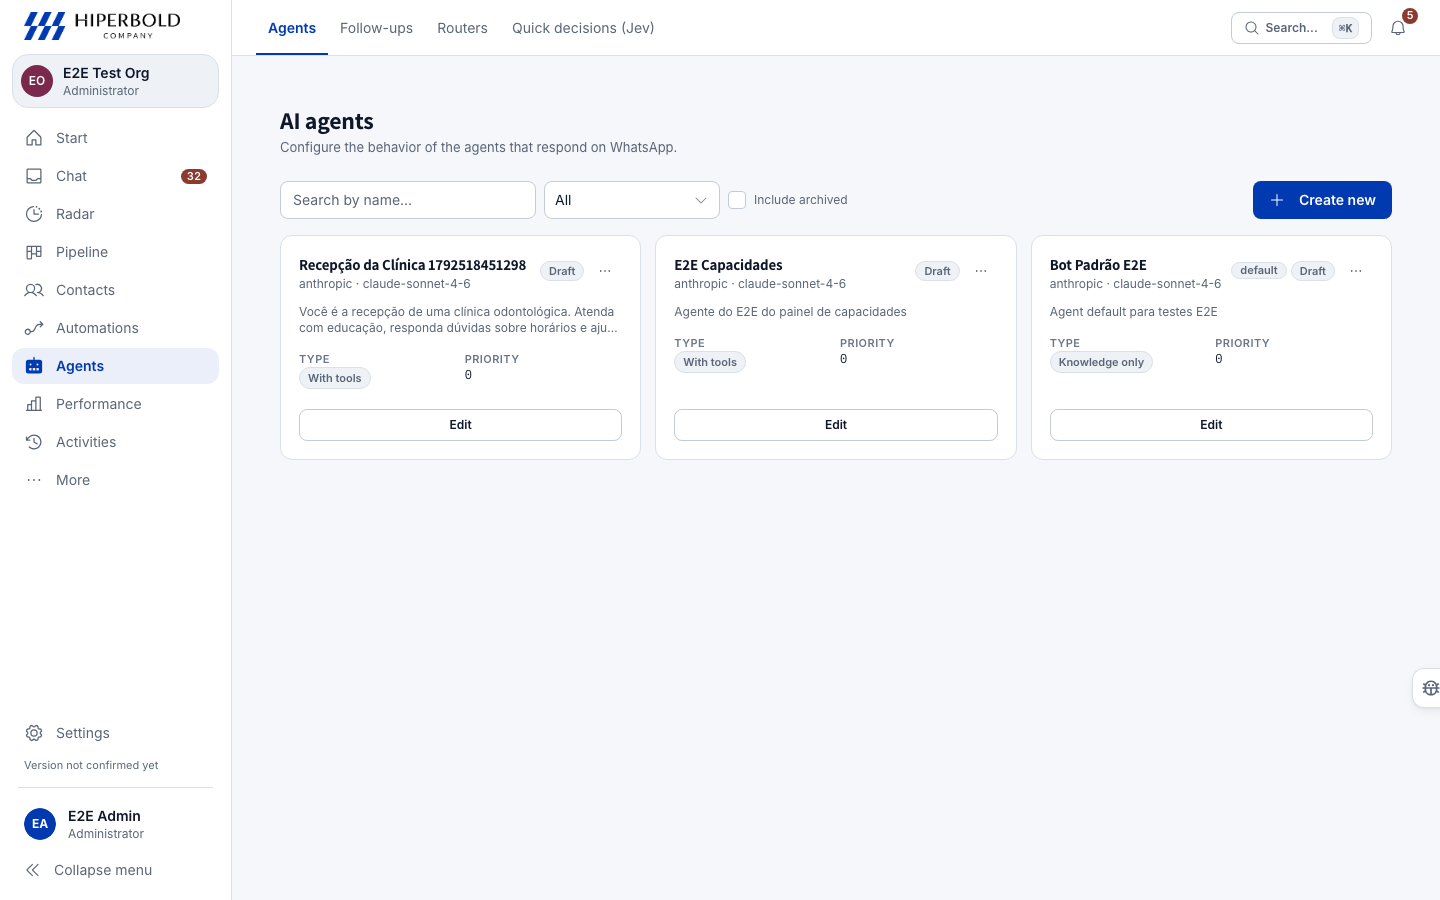 HIPERBOLD
COMPANY
EO
E2E Test Org
Administrator
Start
Chat
32
Radar
Pipeline
Contacts
Automations
Agents
Performance
Activities
More
Settings
Version not confirmed yet
EA
E2E Admin
Administrator
Collapse menu
Agents
Follow-ups
Routers
Quick decisions (Jev)
Search...
⌘K
5
AI agents
Configure the behavior of the agents that respond on WhatsApp.
Search by name...
All
Include archived
Create new
Recepção da Clínica 1792518451298
Draft
anthropic · claude-sonnet-4-6
Você é a recepção de uma clínica odontológica. Atenda
com educação, responda dúvidas sobre horários e aju...
TYPE
PRIORITY
With tools
0
Edit
E2E Capacidades
Draft
anthropic · claude-sonnet-4-6
Agente do E2E do painel de capacidades
TYPE
PRIORITY
With tools
0
Edit
Bot Padrão E2E
default
Draft
anthropic · claude-sonnet-4-6
Agent default para testes E2E
TYPE
PRIORITY
Knowledge only
0
Edit